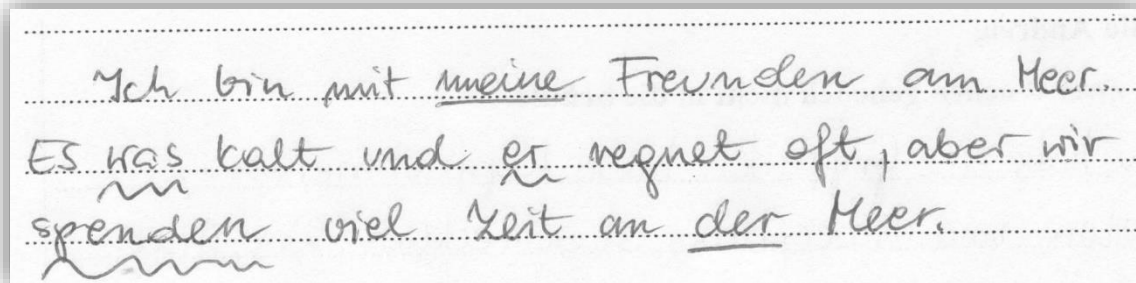 Ich bin mit meine Freunden am Meer.
Es was kalt und er regnet oft, aber wir
spenden viel Zeit an der Meer.